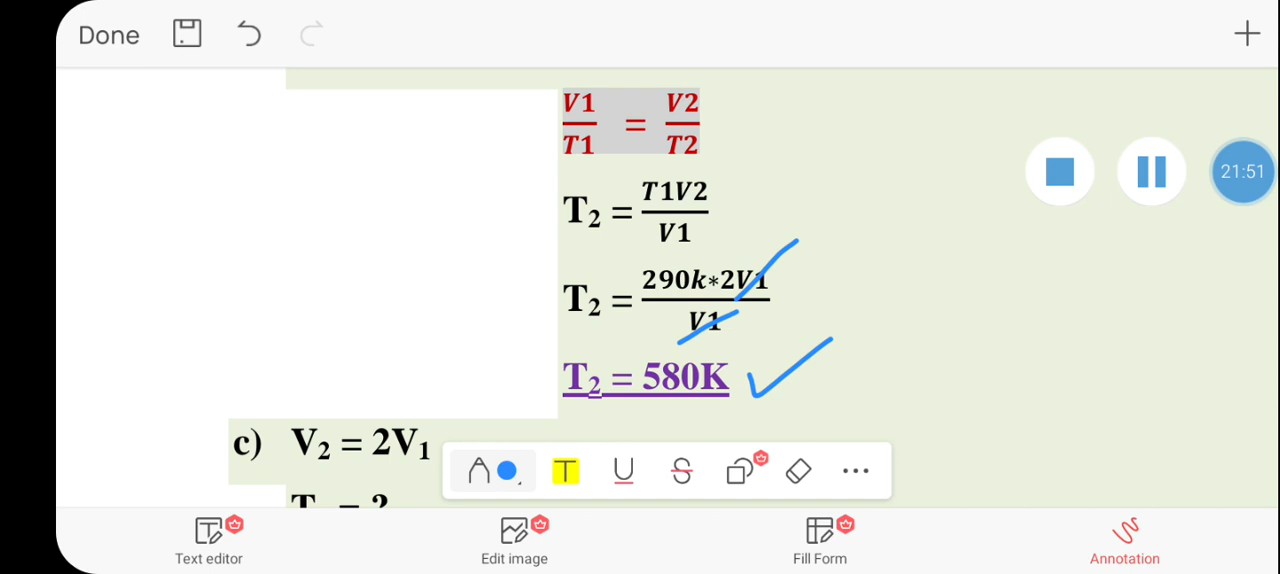 Done
V1/T1 = V2/T2
21:51
T₂ = T1V2/V1
T₂ = 290k*2V1/V1
T₂ = 580K
c) V₂ = 2V₁
T = ?
Text editor
Edit image
Fill Form
Annotation